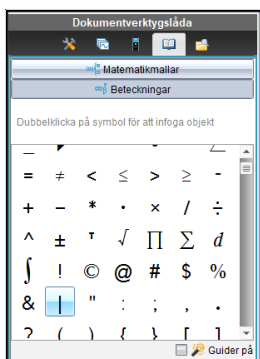 Dokumentverktygslåda
Matematikmallar
Beteckningar
Dubbelklicka på symbol för att infoga objekt
= ≠ < ≤ > ≥ -
+ − * · × / ÷
^ ± ᵀ √ ∏ ∑ d
∫ ! © @ # $ %
& | " : ; , .
? ( ) { } [ ]
Guider på